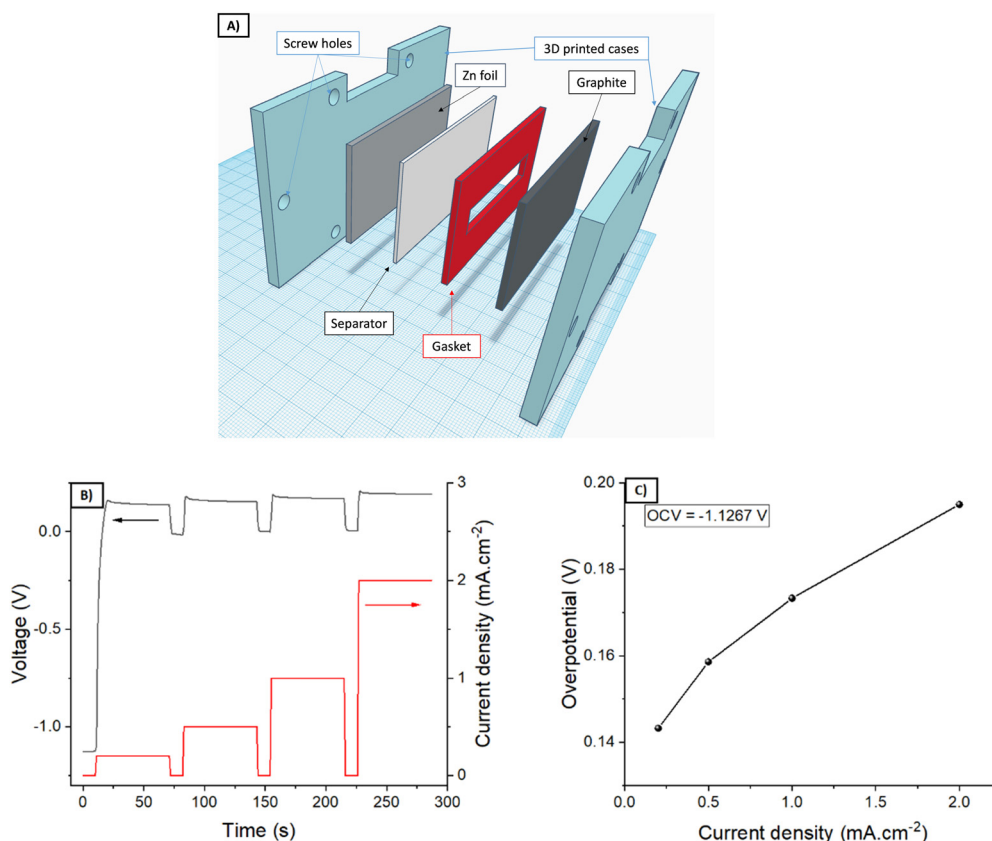 A)
Screw holes
3D printed cases
Zn foil
Graphite
Separator
Gasket
B)
0.0
-0.5
-1.0
Voltage (V)
0
50
100
150
200
250
300
Time (s)
3
2
1
0
Current density (mA.cm-2)
C)
OCV = -1.1267 V
0.20
0.18
0.16
0.14
Overpotential (V)
0.0
0.5
1.0
1.5
2.0
Current density (mA.cm-2)